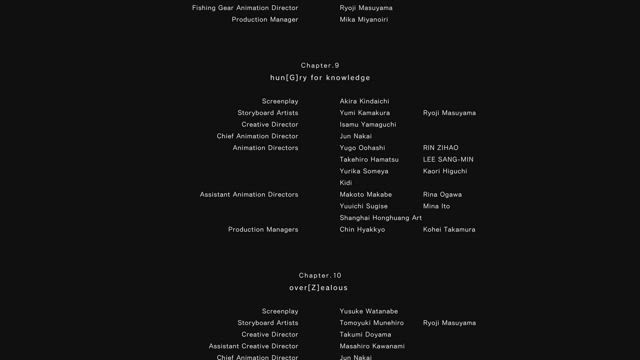 Fishing Gear Animation Director Ryoji Masuyama
Production Manager Mika Miyanoiri
Chapter.9
hun[G]ry for knowledge
Screenplay Akira Kindaichi
Storyboard Artists Yumi Kamakura Ryoji Masuyama
Creative Director Isamu Yamaguchi
Chief Animation Director Jun Nakai
Animation Directors Yugo Oohashi RIN ZIHAO
Takehiro Hamatsu LEE SANG-MIN
Yurika Someya Kaori Higuchi
Kidi
Assistant Animation Directors Makoto Makabe Rina Ogawa
Yuuichi Sugise Mina Ito
Shanghai Honghuang Art
Production Managers Chin Hyakkyo Kohei Takamura
Chapter.10
over[Z]ealous
Screenplay Yusuke Watanabe
Storyboard Artists Tomoyuki Munehiro Ryoji Masuyama
Creative Director Takumi Doyama
Assistant Creative Director Masahiro Kawanami
Chief Animation Director Jun Nakai